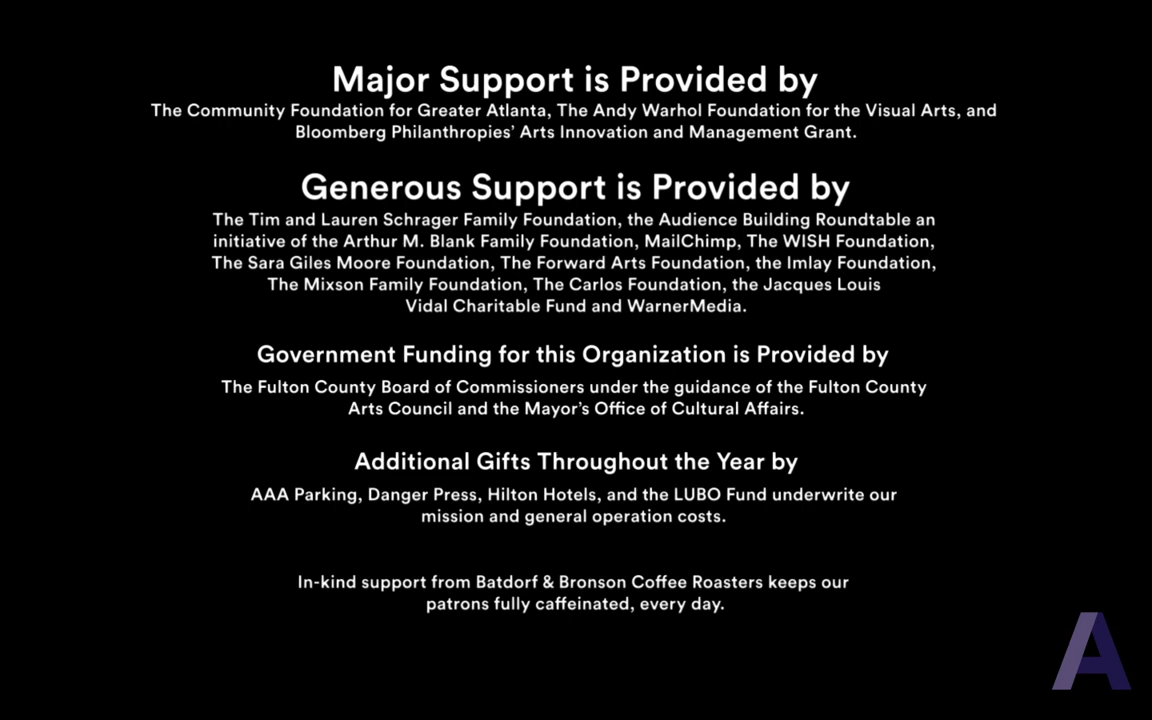 Major Support is Provided by
The Community Foundation for Greater Atlanta, The Andy Warhol Foundation for the Visual Arts, and
Bloomberg Philanthropies' Arts Innovation and Management Grant.
Generous Support is Provided by
The Tim and Lauren Schrager Family Foundation, the Audience Building Roundtable an
initiative of the Arthur M. Blank Family Foundation, MailChimp, The WISH Foundation,
The Sara Giles Moore Foundation, The Forward Arts Foundation, the Imlay Foundation,
The Mixson Family Foundation, The Carlos Foundation, the Jacques Louis
Vidal Charitable Fund and WarnerMedia.
Government Funding for this Organization is Provided by
The Fulton County Board of Commissioners under the guidance of the Fulton County
Arts Council and the Mayor's Office of Cultural Affairs.
Additional Gifts Throughout the Year by
AAA Parking, Danger Press, Hilton Hotels, and the LUBO Fund underwrite our
mission and general operation costs.
In-kind support from Batdorf & Bronson Coffee Roasters keeps our
patrons fully caffeinated, every day.
A